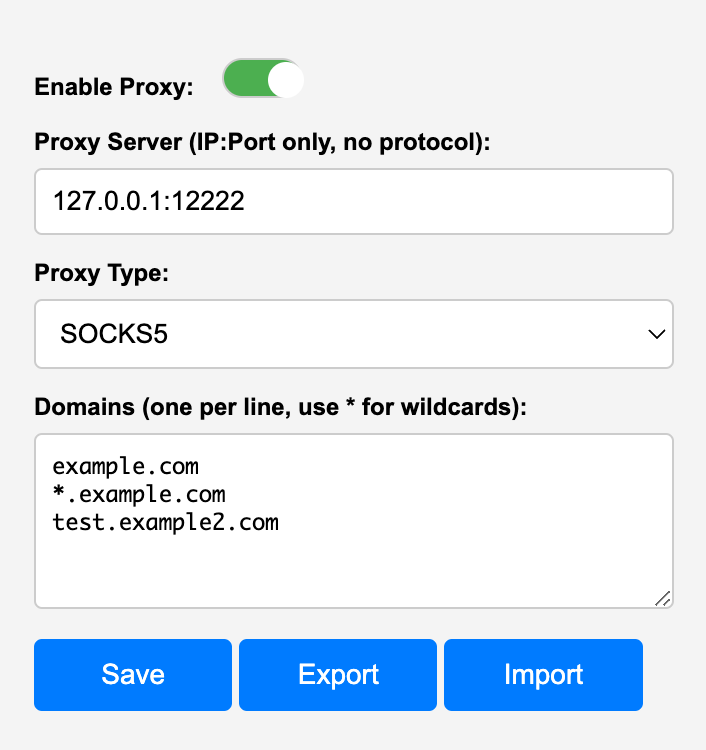 Enable Proxy:
Proxy Server (IP:Port only, no protocol):
127.0.0.1:12222
Proxy Type:
SOCKS5
Domains (one per line, use * for wildcards):
example.com
*.example.com
test.example2.com
Save Export Import